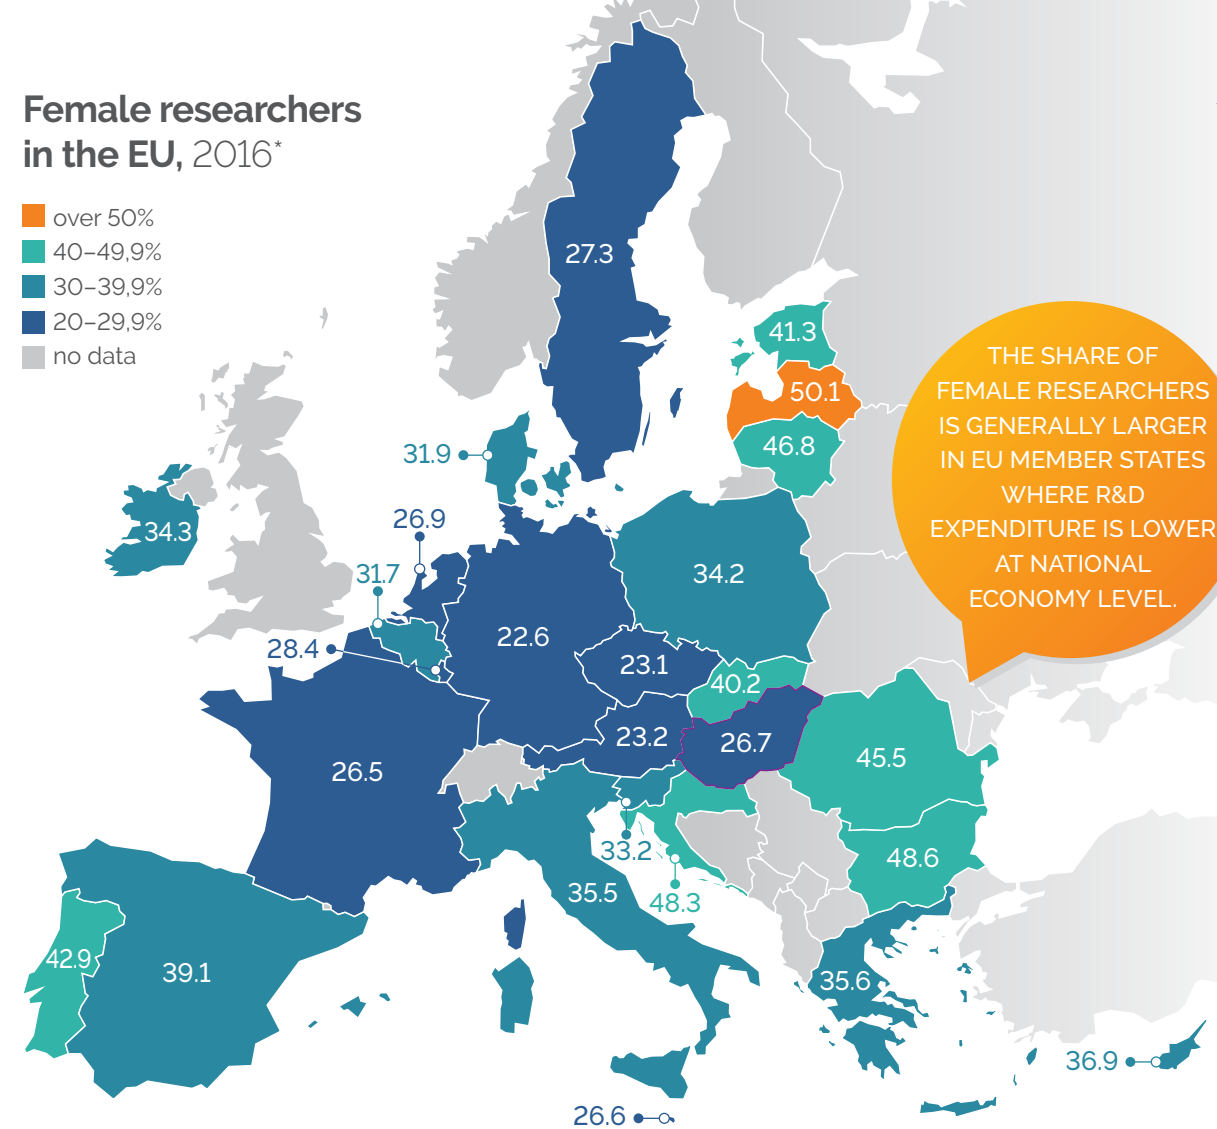 Female researchers
in the EU, 2016*
over 50%
40–49,9%
30–39,9%
20–29,9%
no data
27.3
41.3
50.1
46.8
31.9
34.3
26.9
31.7
28.4
22.6
34.2
23.1
40.2
23.2
26.7
26.5
45.5
48.6
33.2
35.5
48.3
42.9
39.1
35.6
36.9
26.6
THE SHARE OF
FEMALE RESEARCHERS
IS GENERALLY LARGER
IN EU MEMBER STATES
WHERE R&D
EXPENDITURE IS LOWER
AT NATIONAL
ECONOMY LEVEL.